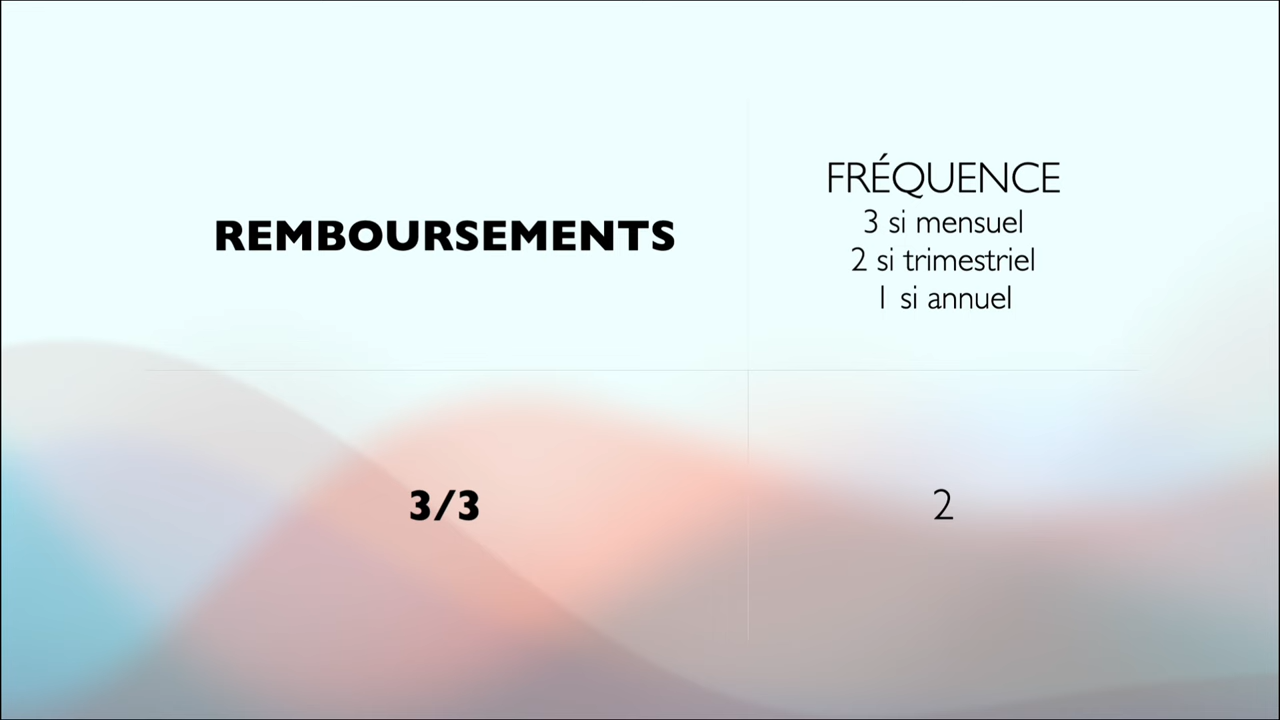 REMBOURSEMENTS
FRÉQUENCE
3 si mensuel
2 si trimestriel
1 si annuel
3/3
2